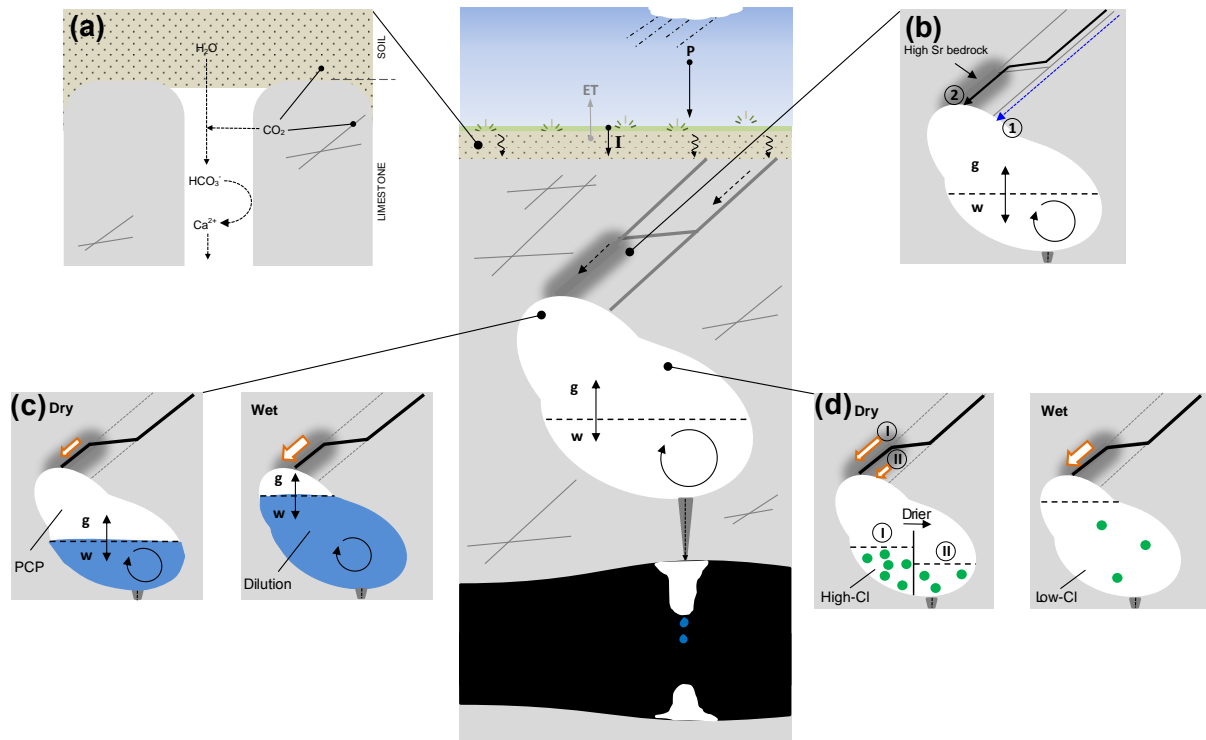 (a)
H₂O
SOIL
CO₂
HCO₃⁻
LIMESTONE
Ca²⁺
P
ET
I
g
w
(b)
High Sr bedrock
2
1
g
w
(c)
Dry
g
w
PCP
Wet
g
w
Dilution
(d)
Dry
I
II
Drier
I
II
High-Cl
Wet
Low-Cl